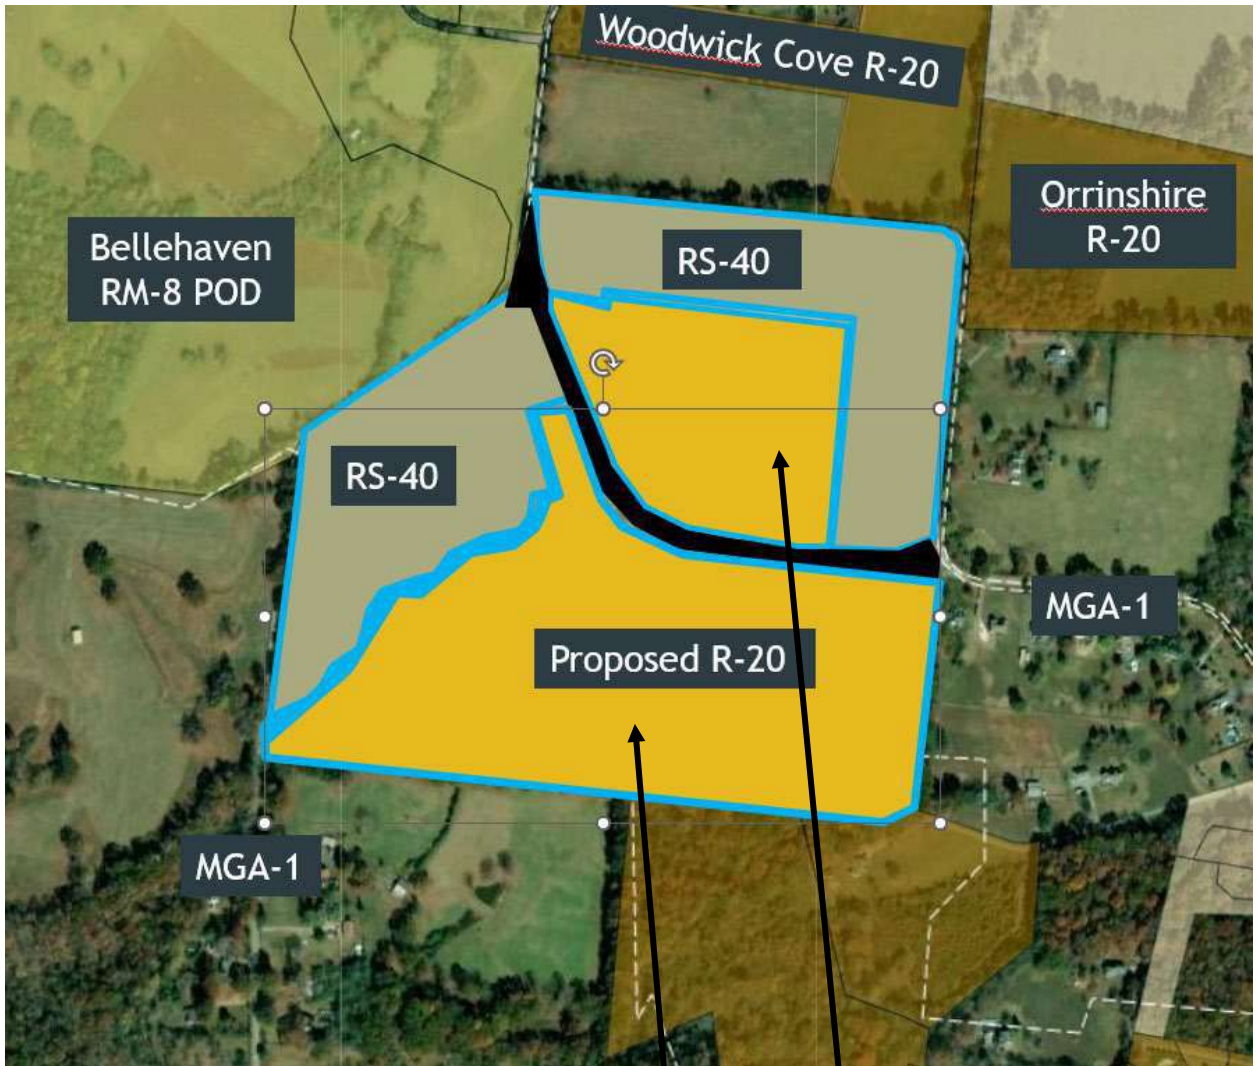 Woodwick Cove R-20
Orrinshire
R-20
Bellehaven
RM-8 POD
RS-40
RS-40
MGA-1
Proposed R-20
MGA-1